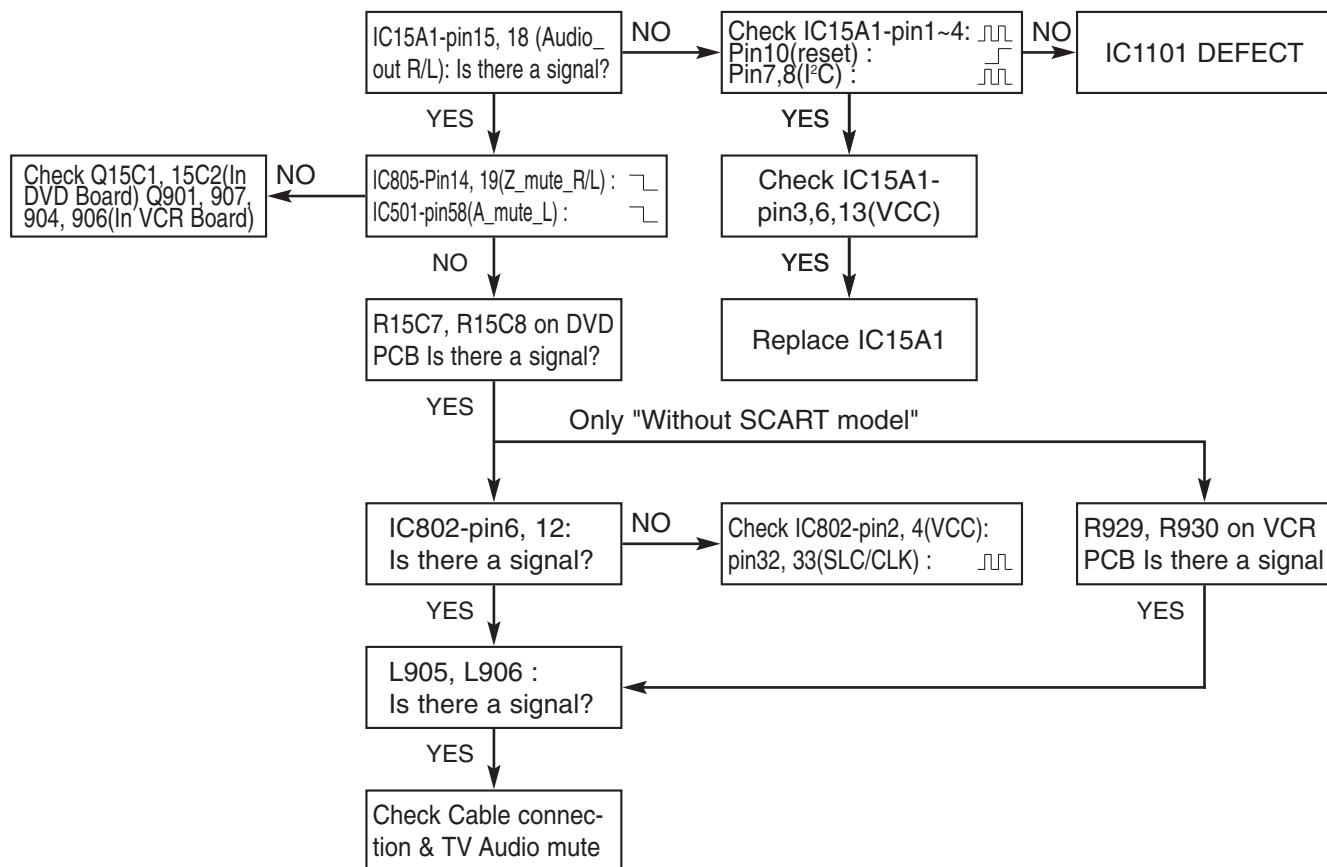 IC15A1-pin15, 18 (Audio_
out R/L): Is there a signal?
NO
Check IC15A1-pin1~4:
Pin10(reset) :
Pin7,8(I²C) :
NO
IC1101 DEFECT
YES
YES
Check Q15C1, 15C2(In
DVD Board) Q901, 907,
904, 906(In VCR Board)
NO
IC805-Pin14, 19(Z_mute_R/L) :
IC501-pin58(A_mute_L) :
Check IC15A1-
pin3,6,13(VCC)
NO
YES
R15C7, R15C8 on DVD
PCB Is there a signal?
Replace IC15A1
YES
Only "Without SCART model"
IC802-pin6, 12:
Is there a signal?
NO
Check IC802-pin2, 4(VCC):
pin32, 33(SLC/CLK) :
R929, R930 on VCR
PCB Is there a signal
YES
YES
L905, L906 :
Is there a signal?
YES
Check Cable connec-
tion & TV Audio mute